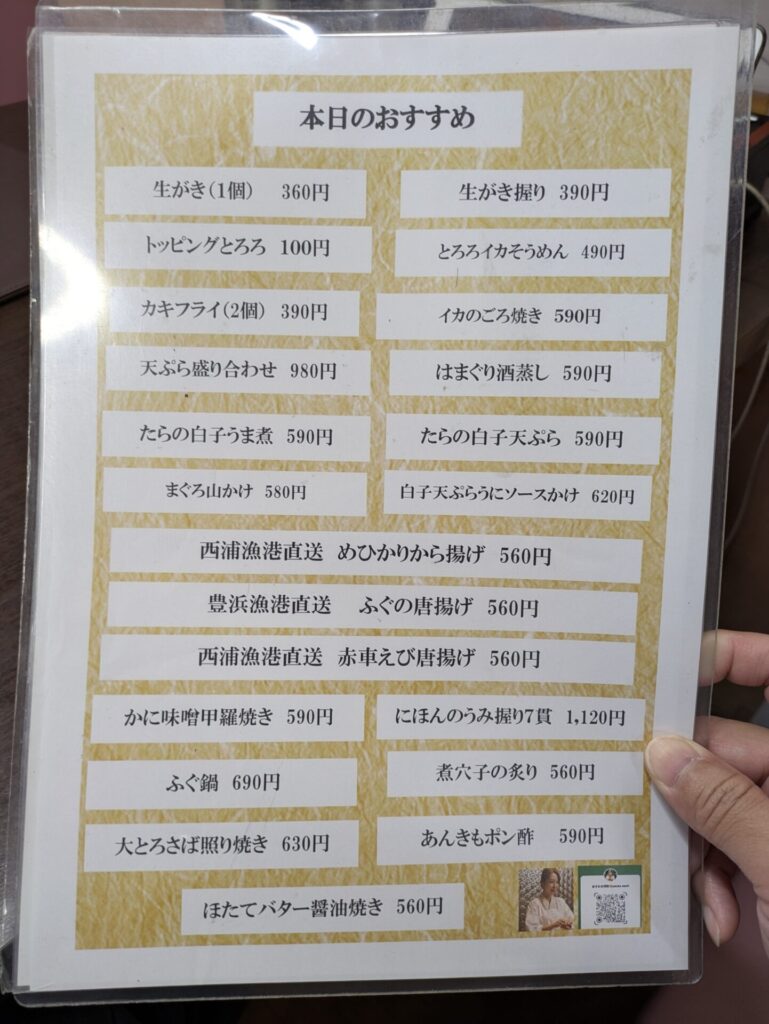 本日のおすすめ
生がき(1個) 360円
生がき握り 390円
トッピングとろろ 100円
とろろイカそうめん 490円
カキフライ(2個) 390円
イカのごろ焼き 590円
天ぷら盛り合わせ 980円
はまぐり酒蒸し 590円
たらの白子うま煮 590円
たらの白子天ぷら 590円
まぐろ山かけ 580円
白子天ぷらうにソースかけ 620円
西浦漁港直送 めひかりから揚げ 560円
豊浜漁港直送 ふぐの唐揚げ 560円
西浦漁港直送 赤車えび唐揚げ 560円
かに味噌甲羅焼き 590円
にほんのうみ握り7貫 1,120円
ふぐ鍋 690円
煮穴子の炙り 560円
大とろさば照り焼き 630円
あんきもポン酢 590円
ほたてバター醤油焼き 560円